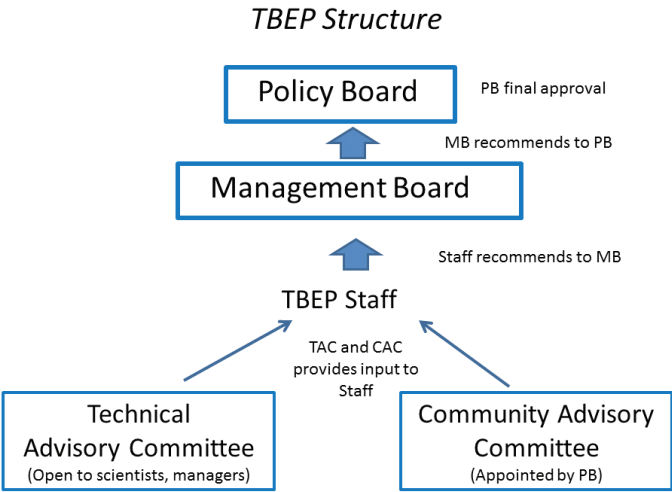 TBEP Structure
Policy Board
PB final approval
MB recommends to PB
Management Board
Staff recommends to MB
TBEP Staff
TAC and CAC
provides input to
Staff
Technical
Advisory Committee
(Open to scientists, managers)
Community Advisory
Committee
(Appointed by PB)